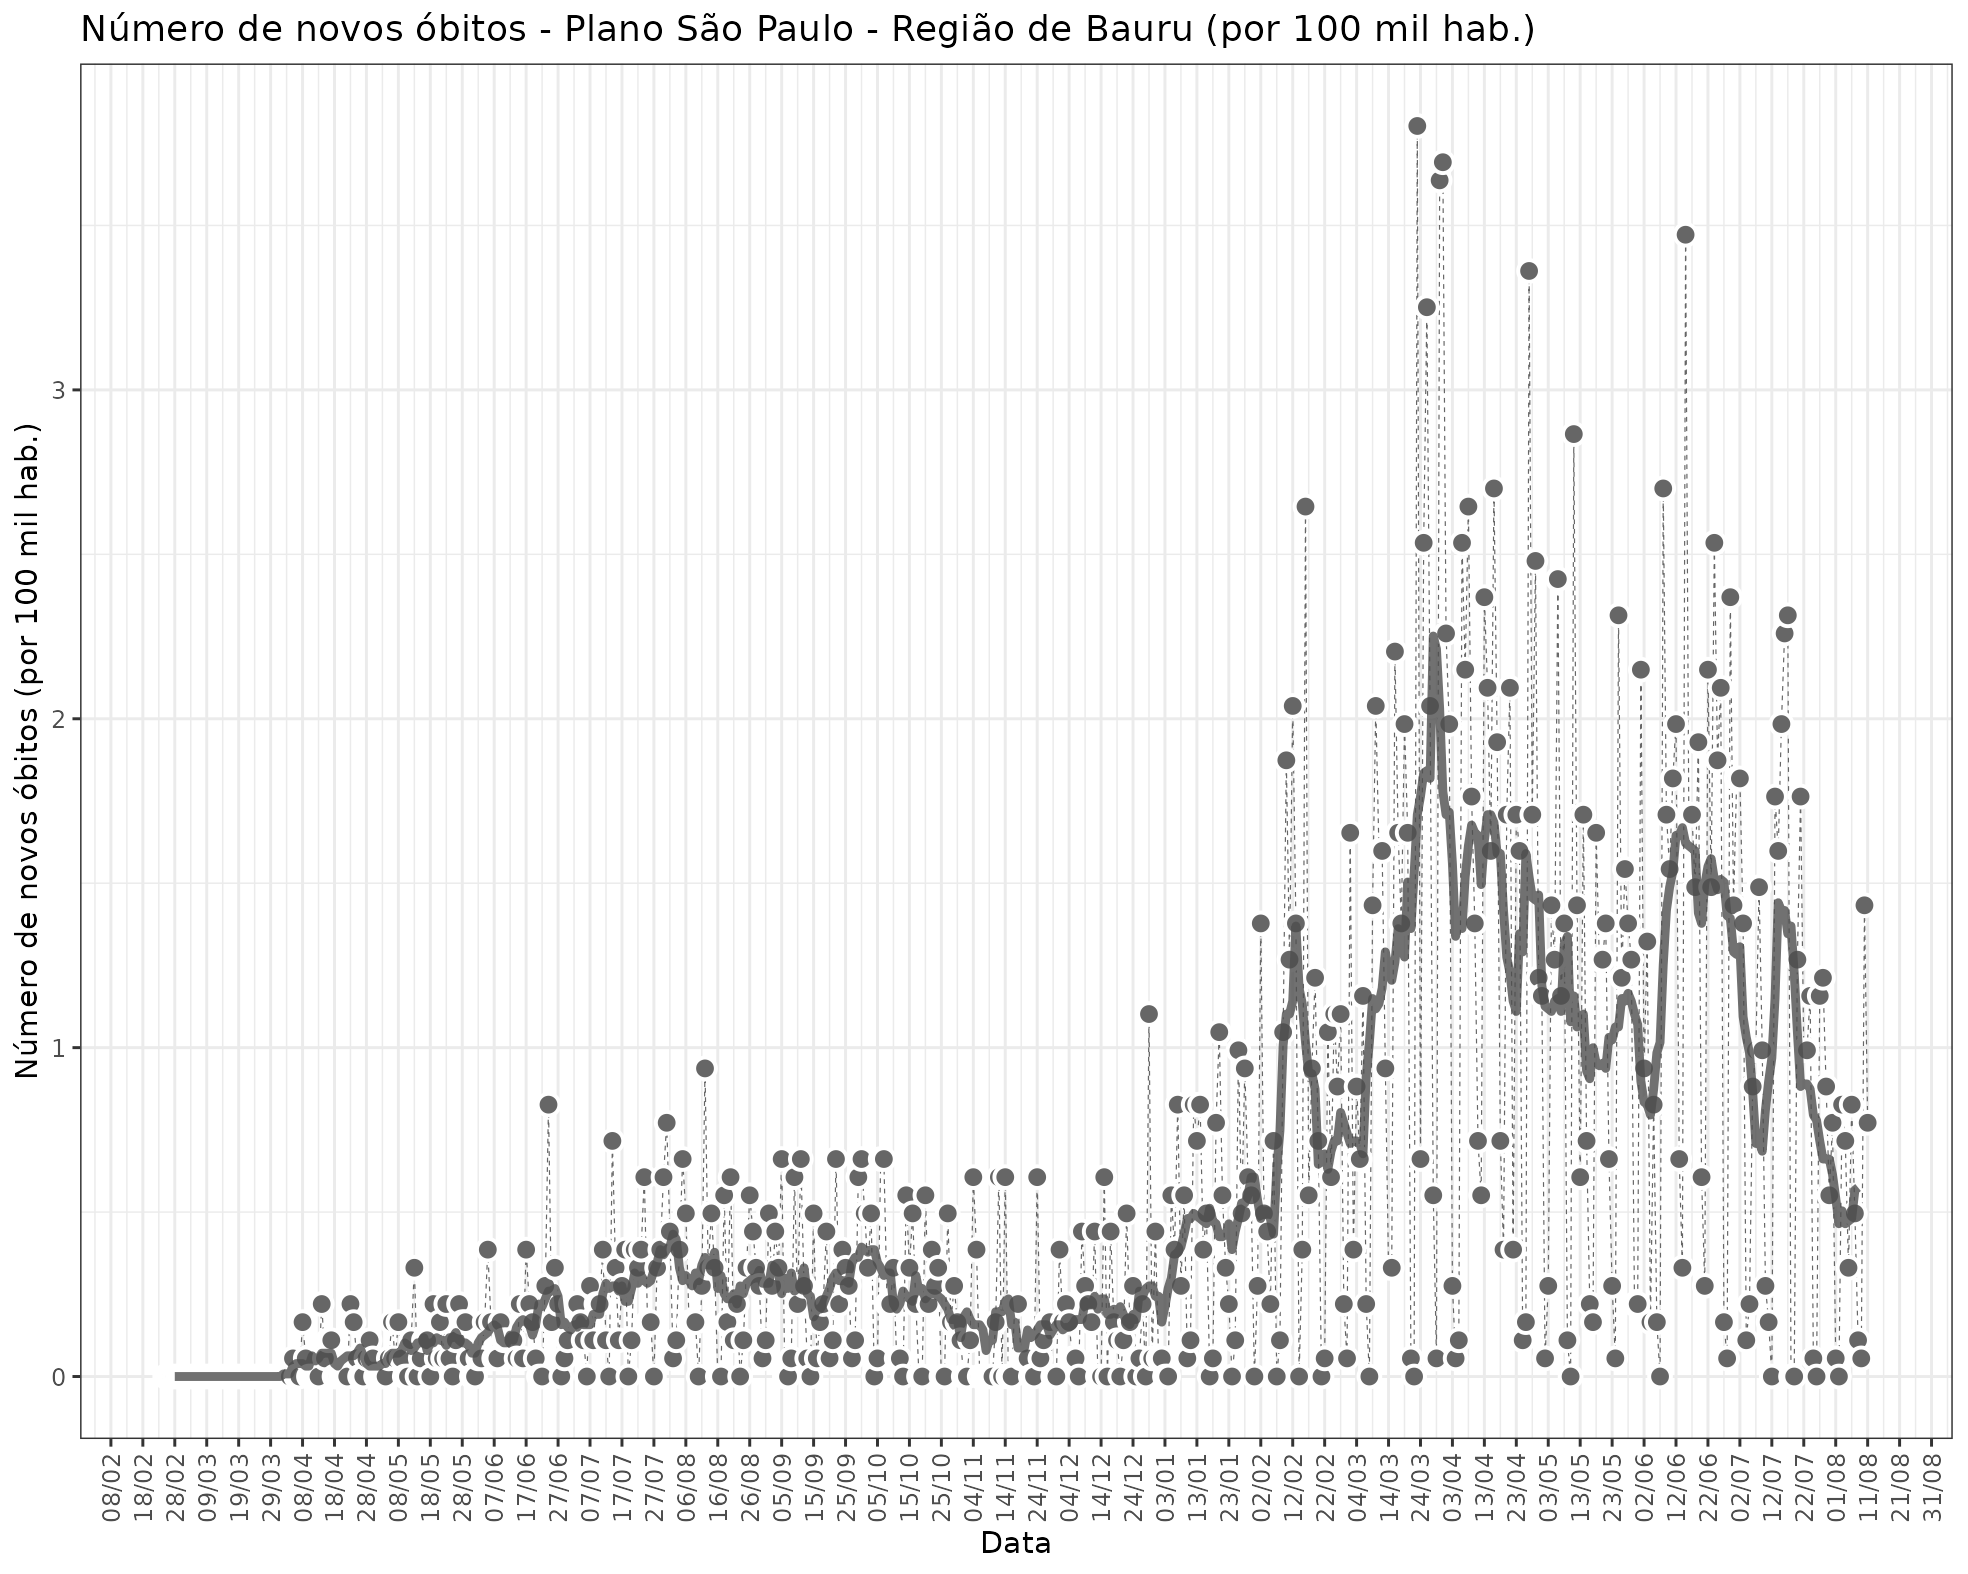 Número de novos óbitos - Plano São Paulo - Região de Bauru (por 100 mil hab.)
Número de novos óbitos (por 100 mil hab.)
3
2
1
0
08/02 18/02 28/02 09/03 19/03 29/03 08/04 18/04 28/04 08/05 18/05 28/05 07/06 17/06 27/06 07/07 17/07 27/07 06/08 16/08 26/08 05/09 15/09 25/09 05/10 15/10 25/10 04/11 14/11 24/11 04/12 14/12 24/12 03/01 13/01 23/01 02/02 12/02 22/02 04/03 14/03 24/03 03/04 13/04 23/04 03/05 13/05 23/05 02/06 12/06 22/06 02/07 12/07 22/07 01/08 11/08 21/08 31/08
Data